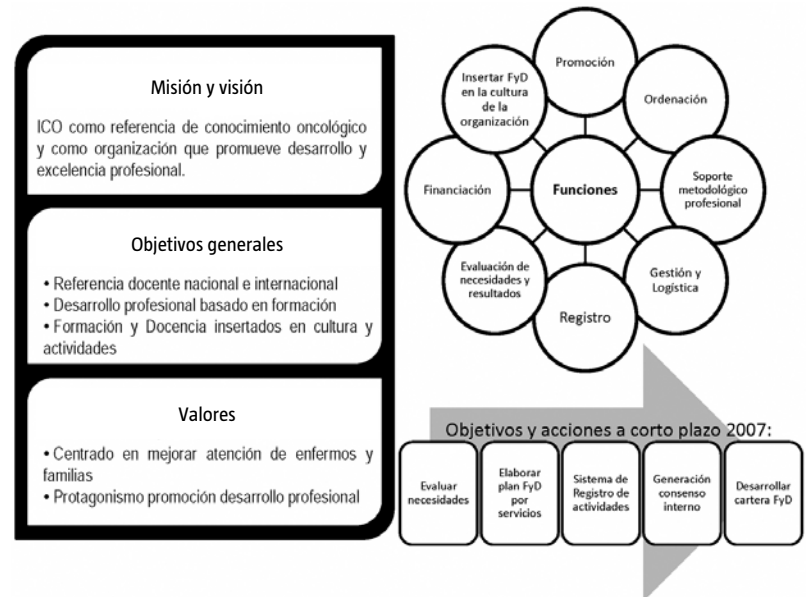 Misión y visión
ICO como referencia de conocimiento oncológico
y como organización que promueve desarrollo y
excelencia profesional.
Objetivos generales
• Referencia docente nacional e internacional
• Desarrollo profesional basado en formación
• Formación y Docencia insertados en cultura y
actividades
Valores
• Centrado en mejorar atención de enfermos y
familias
• Protagonismo promoción desarrollo profesional
Promoción
Ordenación
Soporte
metodológico
profesional
Gestión y
Logística
Registro
Evaluación de
necesidades y
resultados
Financiación
Insertar FyD
en la cultura
de la
organización
Funciones
Objetivos y acciones a corto plazo 2007:
Evaluar
necesidades
Elaborar
plan FyD
por
servicios
Sistema de
Registro de
actividades
Generación
consenso
interno
Desarrollar
cartera FyD